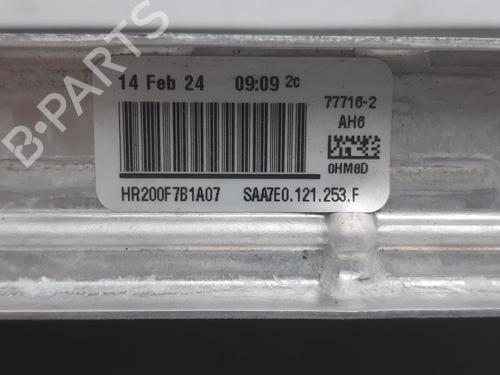 14 Feb 24 09:09 2c
77716-2
AH6
0HM8D
HR200F7B1A07 SAA7E0.121.253.F
B-PARTS